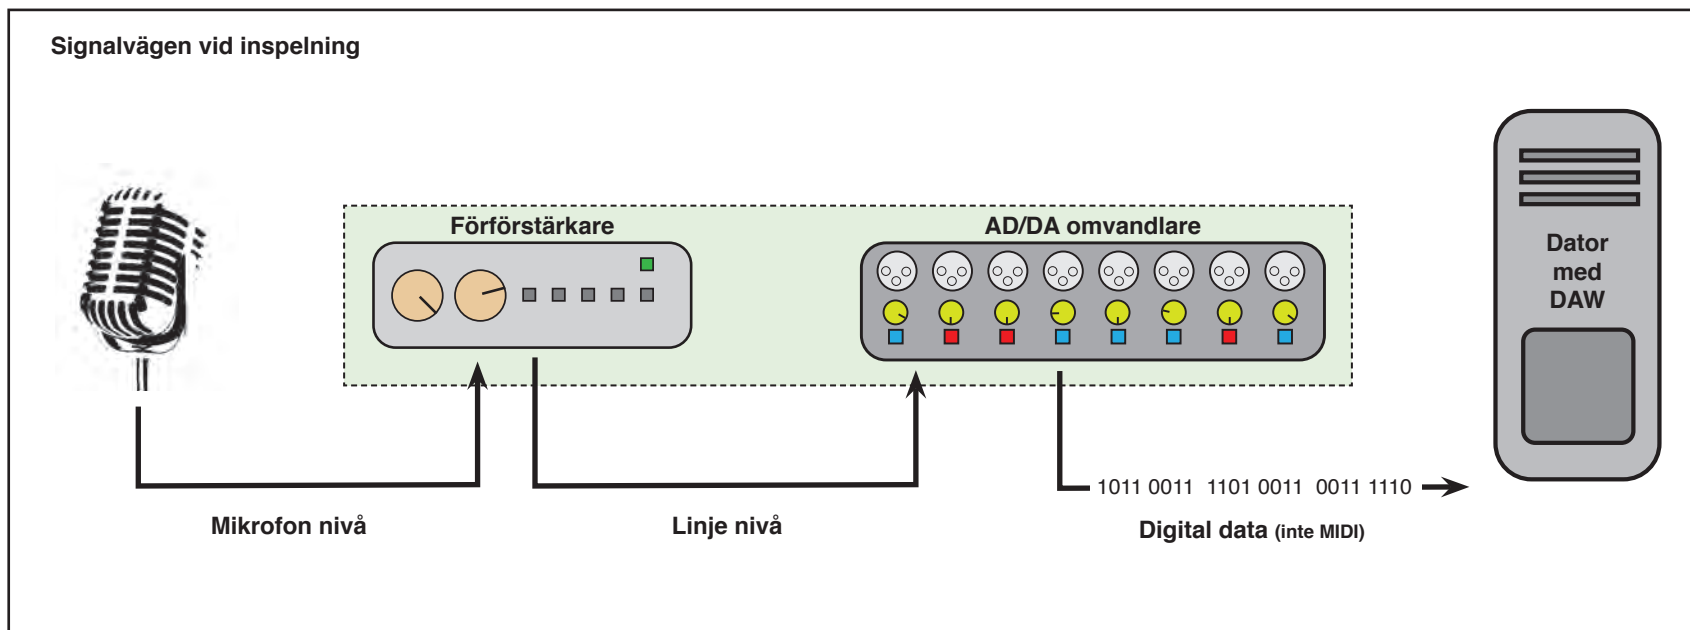 Signalvägen vid inspelning
Förförstärkare
AD/DA omvandlare
Dator
med
DAW
1011 0011 1101 0011 0011 1110
Mikrofon nivå
Linje nivå
Digital data (inte MIDI)